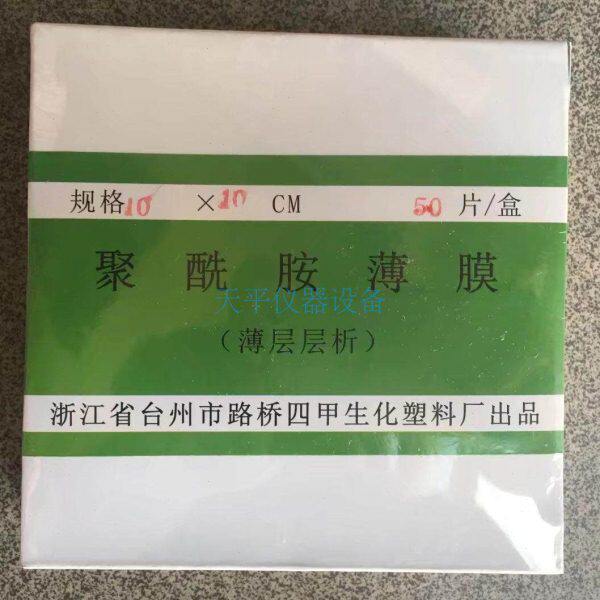 规格10 ×10 CM 50 片/盒
聚酰胺薄膜
天平仪器设备
(薄层层析)
浙江省台州市路桥四甲生化塑料厂出品